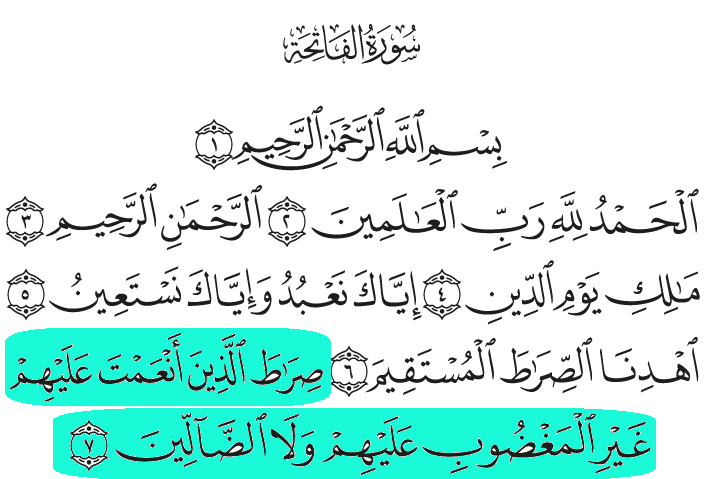 سُورَةُ الفَاتِحَةِ
بِسْمِ ٱللَّهِ ٱلرَّحْمَٰنِ ٱلرَّحِيمِ ١
ٱلْحَمْدُ لِلَّهِ رَبِّ ٱلْعَٰلَمِينَ ٢ ٱلرَّحْمَٰنِ ٱلرَّحِيمِ ٣
مَٰلِكِ يَوْمِ ٱلدِّينِ ٤ إِيَّاكَ نَعْبُدُ وَإِيَّاكَ نَسْتَعِينُ ٥
ٱهْدِنَا ٱلصِّرَٰطَ ٱلْمُسْتَقِيمَ ٦ صِرَٰطَ ٱلَّذِينَ أَنْعَمْتَ عَلَيْهِمْ
غَيْرِ ٱلْمَغْضُوبِ عَلَيْهِمْ وَلَا ٱلضَّآلِّينَ ٧